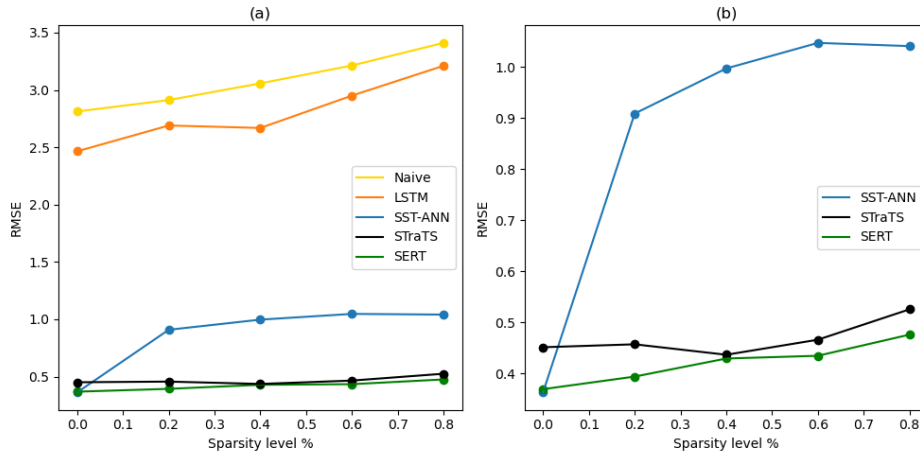 (a)
3.5
3.0
2.5
2.0
1.5
1.0
0.5
RMSE
Naive
LSTM
SST-ANN
STraTS
SERT
0.0 0.1 0.2 0.3 0.4 0.5 0.6 0.7 0.8
Sparsity level %
(b)
1.0
0.9
0.8
0.7
0.6
0.5
0.4
RMSE
SST-ANN
STraTS
SERT
0.0 0.1 0.2 0.3 0.4 0.5 0.6 0.7 0.8
Sparsity level %